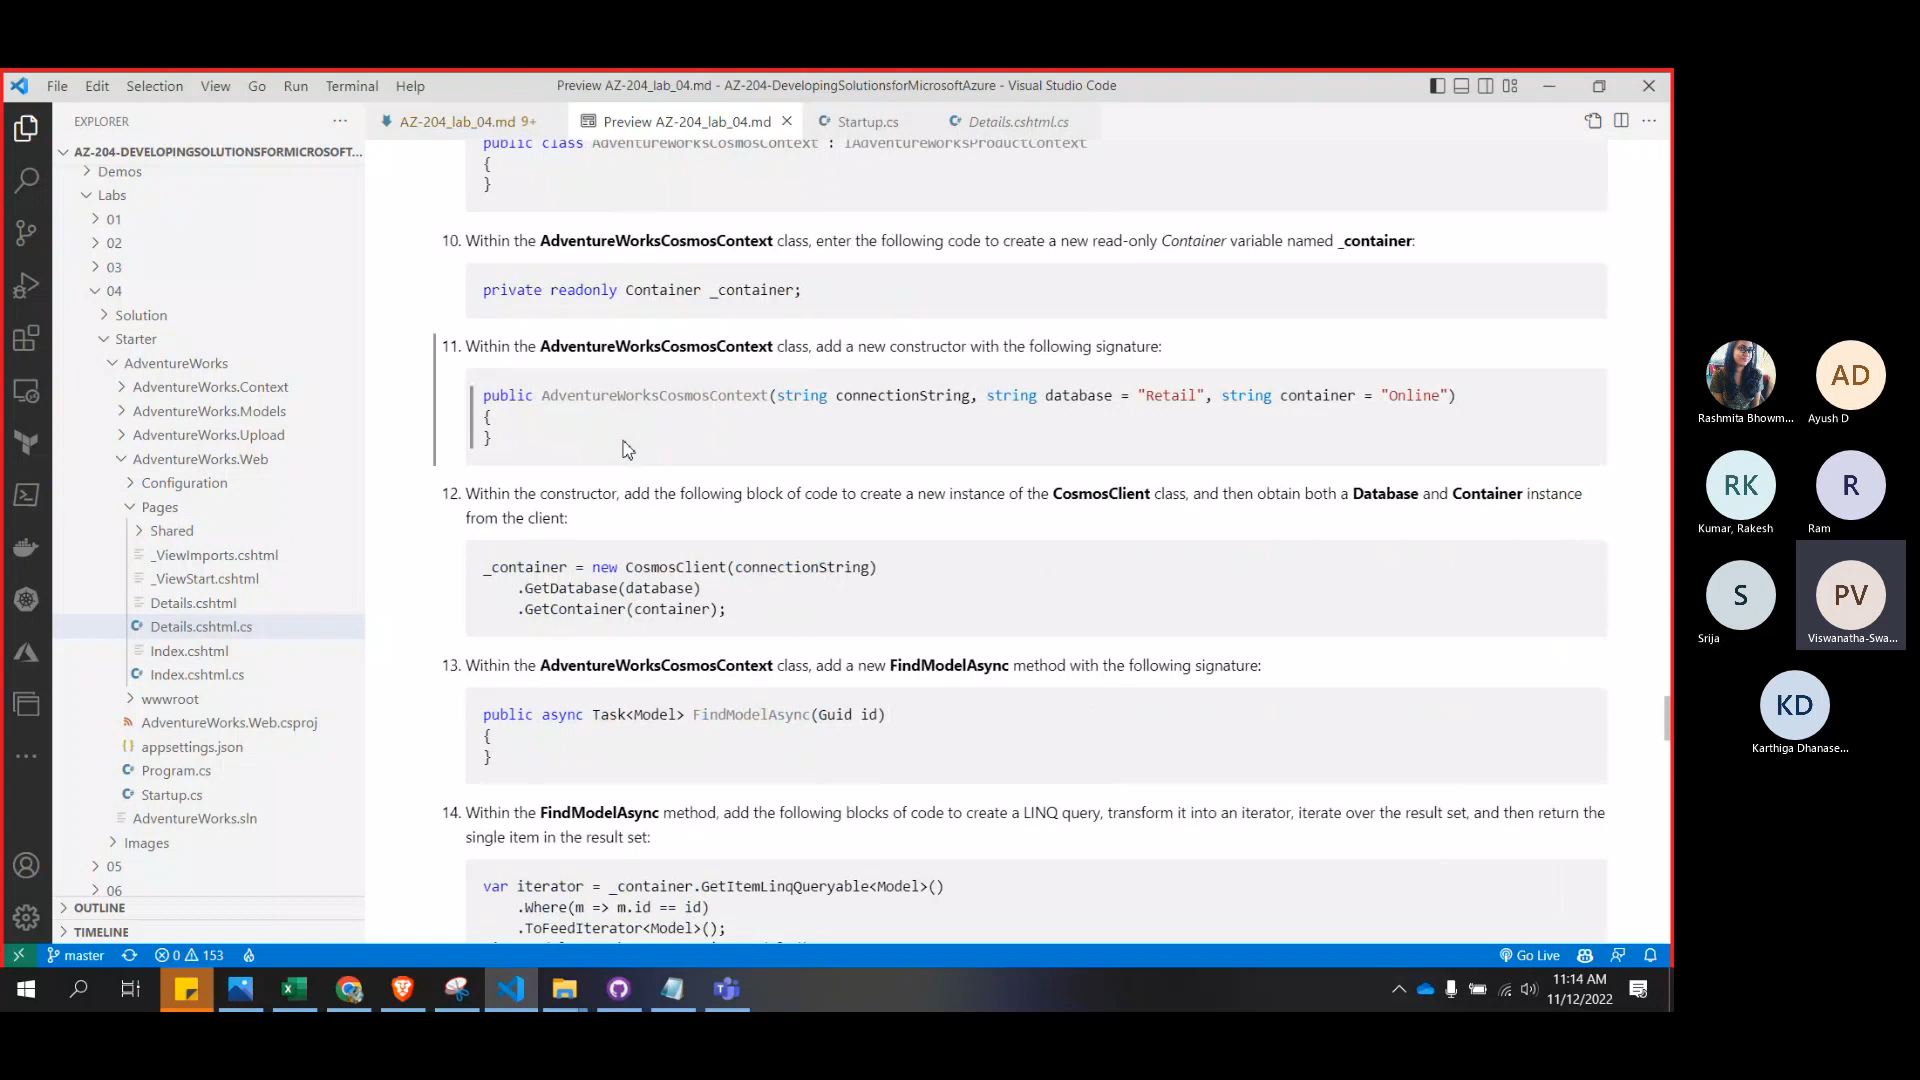 File Edit Selection View Go Run Terminal Help
Preview AZ-204_lab_04.md - AZ-204-DevelopingSolutionsforMicrosoftAzure - Visual Studio Code
EXPLORER
AZ-204_lab_04.md 9+
Preview AZ-204_lab_04.md
Startup.cs
Details.cshtml.cs
AZ-204-DEVELOPINGSOLUTIONSFORMICROSOFT...
Demos
Labs
01
02
03
04
Solution
Starter
AdventureWorks
AdventureWorks.Context
AdventureWorks.Models
AdventureWorks.Upload
AdventureWorks.Web
Configuration
Pages
Shared
_ViewImports.cshtml
_ViewStart.cshtml
Details.cshtml
Details.cshtml.cs
Index.cshtml
Index.cshtml.cs
wwwroot
AdventureWorks.Web.csproj
appsettings.json
Program.cs
Startup.cs
AdventureWorks.sln
Images
05
06
OUTLINE
TIMELINE
public class AdventureWorksCosmosContext : IAdventureWorksProductContext
{
}
10. Within the AdventureWorksCosmosContext class, enter the following code to create a new read-only Container variable named _container:
private readonly Container _container;
11. Within the AdventureWorksCosmosContext class, add a new constructor with the following signature:
public AdventureWorksCosmosContext(string connectionString, string database = "Retail", string container = "Online")
{
}
12. Within the constructor, add the following block of code to create a new instance of the CosmosClient class, and then obtain both a Database and Container instance
from the client:
_container = new CosmosClient(connectionString)
.GetDatabase(database)
.GetContainer(container);
13. Within the AdventureWorksCosmosContext class, add a new FindModelAsync method with the following signature:
public async Task<Model> FindModelAsync(Guid id)
{
}
14. Within the FindModelAsync method, add the following blocks of code to create a LINQ query, transform it into an iterator, iterate over the result set, and then return the
single item in the result set:
var iterator = _container.GetItemLinqQueryable<Model>()
.Where(m => m.id == id)
.ToFeedIterator<Model>();
master
0
153
Go Live
11:14 AM
11/12/2022
Rashmita Bhowm...
AD
Ayush D
RK
Kumar, Rakesh
R
Ram
S
Srija
PV
Viswanatha-Swa...
KD
Karthiga Dhanase...